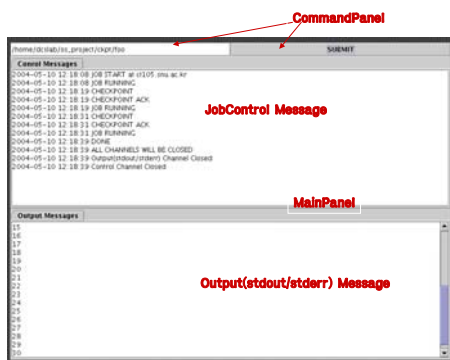 CommandPanel
/home/dcslab/ss_project/ckpt/foo
SUBMIT
Conrol Messages
2004-05-10 12:18:08 JOB START at cl105.snu.ac.kr
2004-05-10 12:18:08 JOB RUNNING
2004-05-10 12:18:19 CHECKPOINT
2004-05-10 12:18:19 CHECKPOINT ACK
2004-05-10 12:18:19 JOB RUNNING
2004-05-10 12:18:31 CHECKPOINT
2004-05-10 12:18:31 CHECKPOINT ACK
2004-05-10 12:18:31 JOB RUNNING
2004-05-10 12:18:39 DONE
2004-05-10 12:18:39 ALL CHANNELS WILL BE CLOSED
2004-05-10 12:18:39 Output(stdout/stderr) Channel Closed
2004-05-10 12:18:39 Control Channel Closed
JobControl Message
MainPanel
Output Messages
15
16
17
18
19
20
21
22
23
24
25
26
27
28
29
30
Output(stdout/stderr) Message